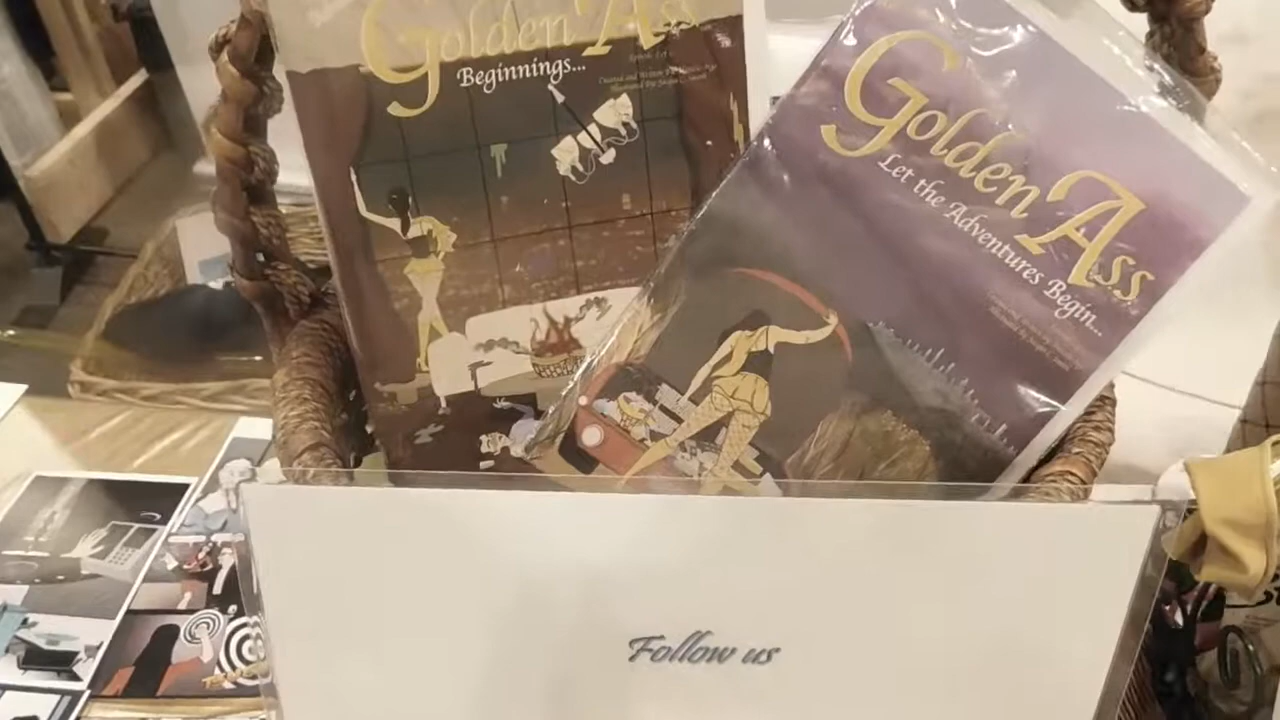 Golden Ass
Beginnings...
Golden Ass
Let the Adventures Begin...
Follow us